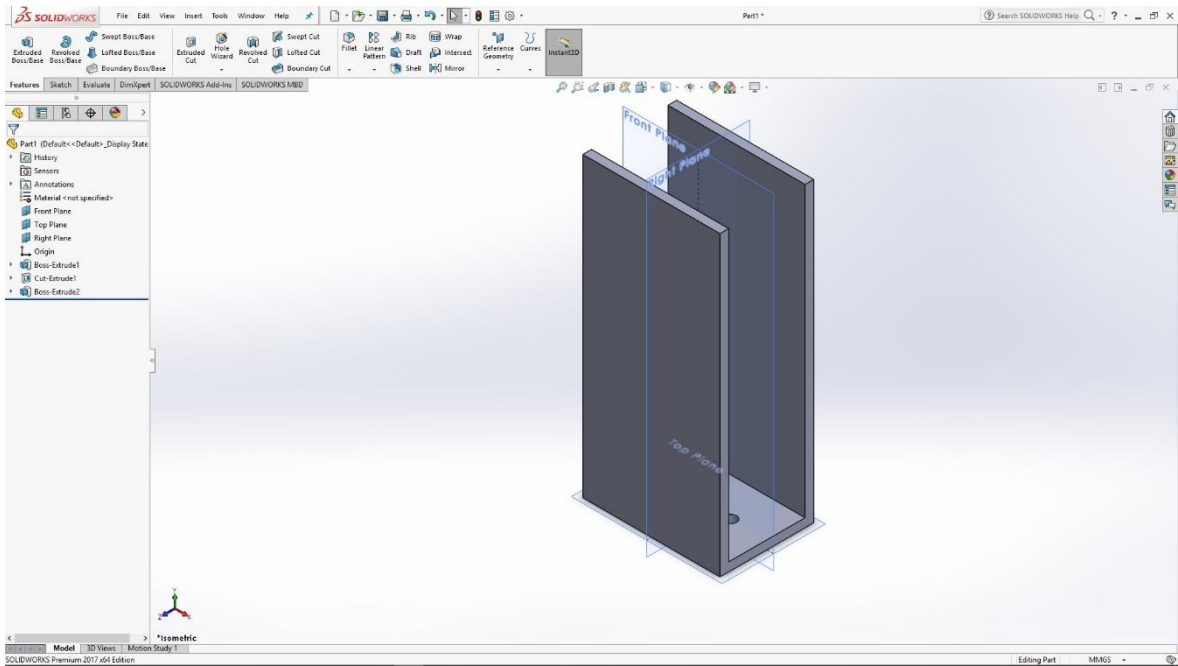 SOLIDWORKS File Edit View Insert Tools Window Help Part1 * Search SOLIDWORKS Help
Extruded Boss/Base Revolved Boss/Base Swept Boss/Base Lofted Boss/Base Boundary Boss/Base Extruded Cut Hole Wizard Revolved Cut Swept Cut Lofted Cut Boundary Cut Fillet Linear Pattern Rib Draft Shell Wrap Intersect Mirror Reference Geometry Curves Instant3D
Features Sketch Evaluate DimXpert SOLIDWORKS Add-Ins SOLIDWORKS MBD
Part1 (Default<<Default>_Display State
History
Sensors
Annotations
Material <not specified>
Front Plane
Top Plane
Right Plane
Origin
Boss-Extrude1
Cut-Extrude1
Boss-Extrude2
Front Plane
Right Plane
Top Plane
Y
Z X
*Isometric
Model 3D Views Motion Study 1
SOLIDWORKS Premium 2017 x64 Edition Editing Part MMGS